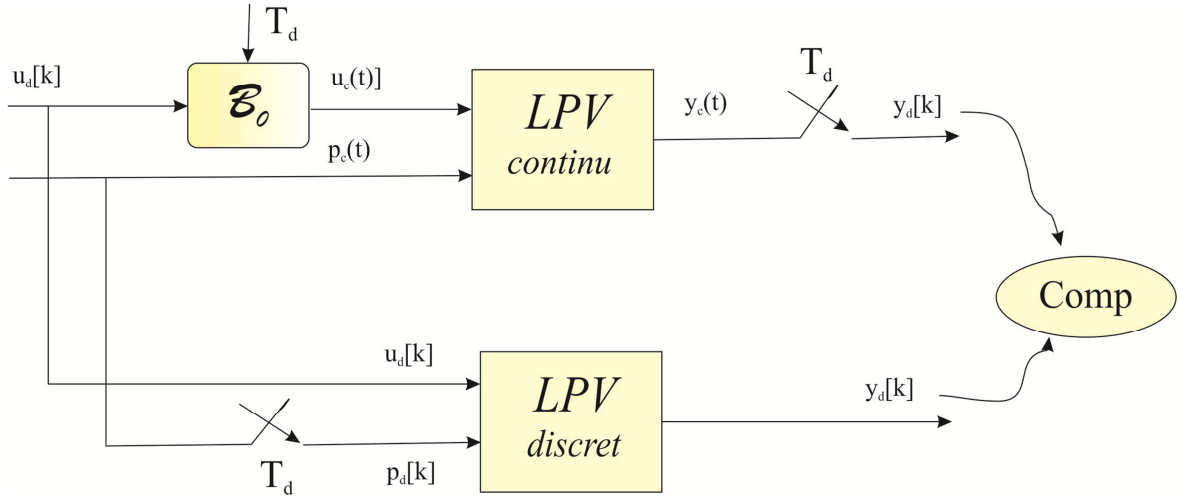 T_d
u_d[k]
ℬ_0
u_c(t)]
p_c(t)
LPV
continu
y_c(t)
T_d
y_d[k]
Comp
u_d[k]
T_d
p_d[k]
LPV
discret
y_d[k]